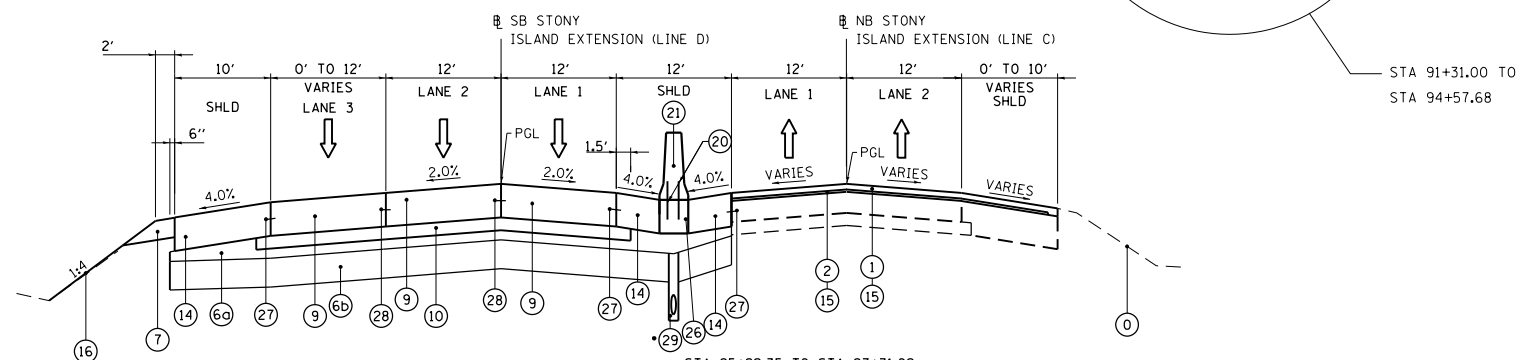 ℄ SB STONY
ISLAND EXTENSION (LINE D)
℄ NB STONY
ISLAND EXTENSION (LINE C)
STA 91+31.00 TO
STA 94+57.68
2'
10'
0' TO 12'
12'
12'
12'
12'
12'
0' TO 10'
SHLD
VARIES
LANE 3
LANE 2
LANE 1
SHLD
LANE 1
LANE 2
VARIES
SHLD
21
6''
PGL
1.5'
20
PGL
4.0%
2.0%
2.0%
4.0%
4.0%
VARIES
VARIES
VARIES
1:4
16
7
14
6a
27
9
6b
28
9
10
28
9
27
14
29
26
14
27
2
15
1
15
0